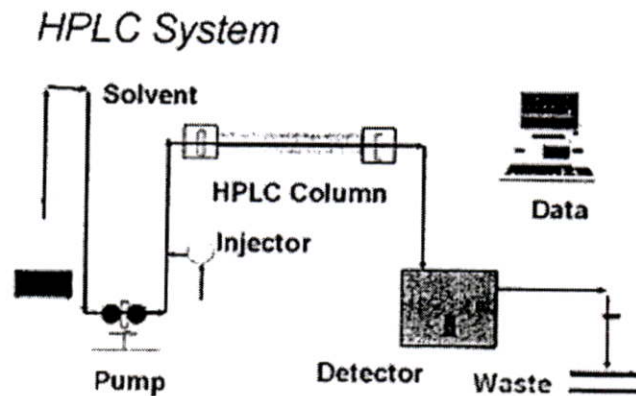 HPLC System
Solvent
HPLC Column
Data
Injector
Pump
Detector
Waste